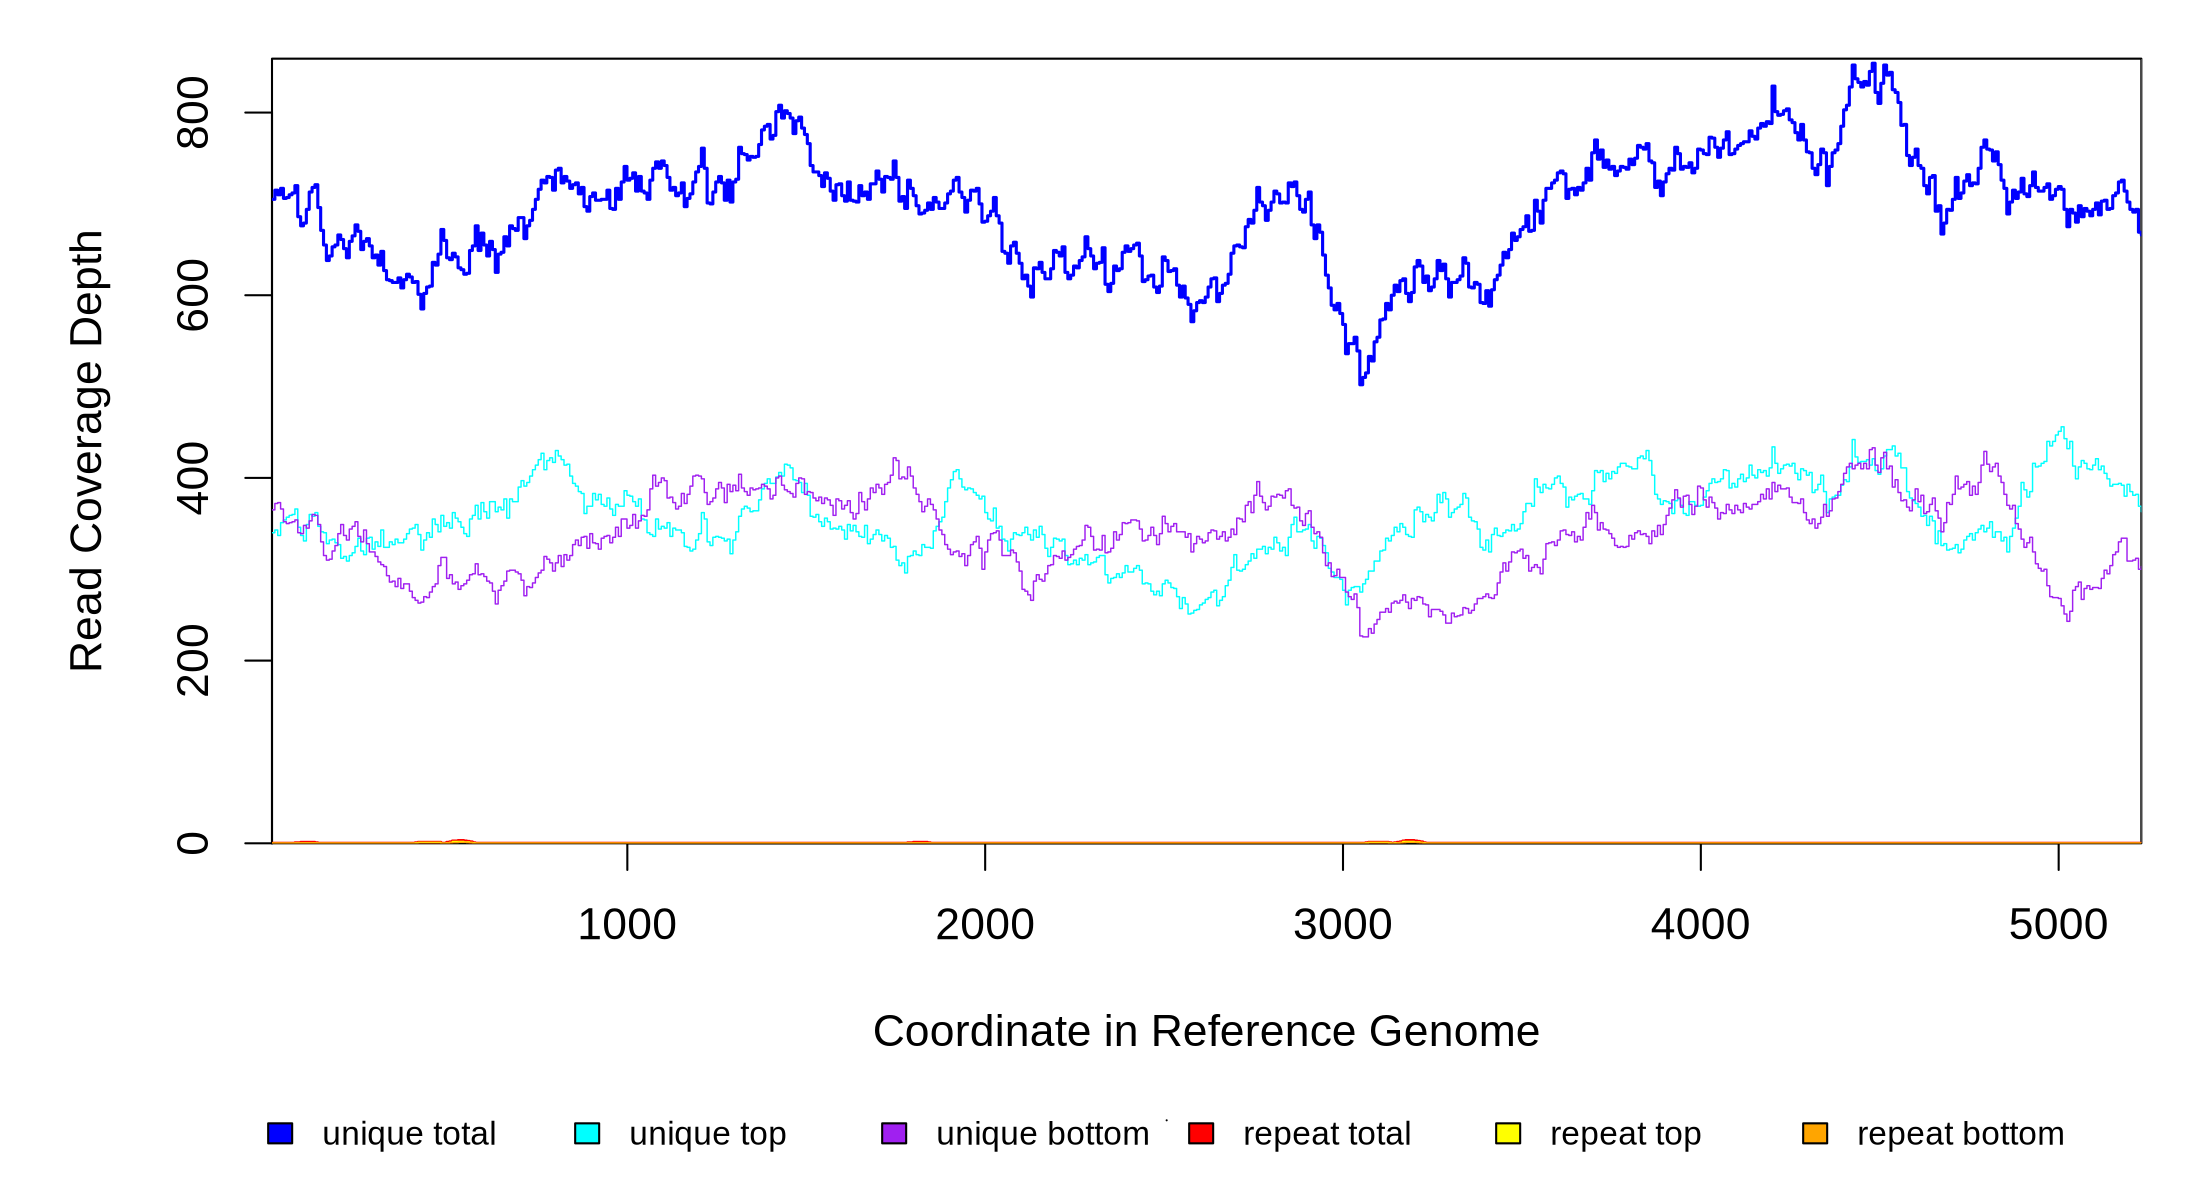 Read Coverage Depth
800
600
400
200
0
1000 2000 3000 4000 5000
Coordinate in Reference Genome
unique total unique top unique bottom repeat total repeat top repeat bottom